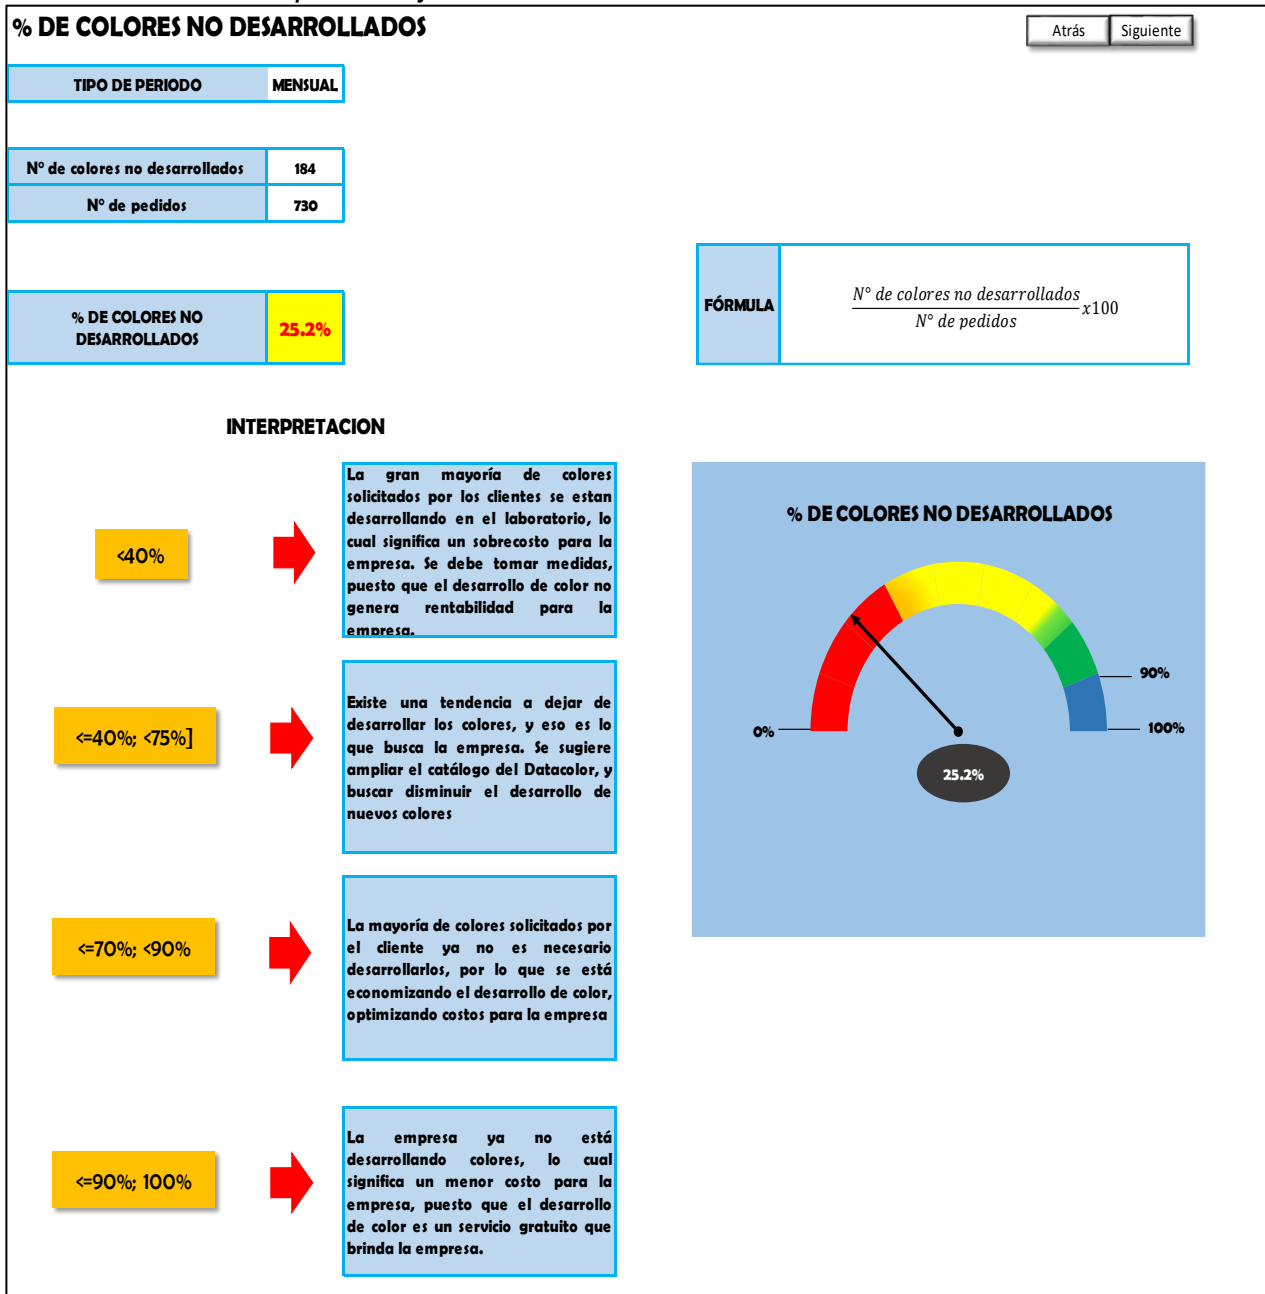 % DE COLORES NO DESARROLLADOS
Atrás
Siguiente
TIPO DE PERIODO
MENSUAL
N° de colores no desarrollados
184
N° de pedidos
730
% DE COLORES NO
DESARROLLADOS
25.2%
FÓRMULA
N° de colores no desarrollados
N° de pedidos
x100
INTERPRETACION
<40%
La gran mayoría de colores
solicitados por los clientes se estan
desarrollando en el laboratorio, lo
cual significa un sobrecosto para la
empresa. Se debe tomar medidas,
puesto que el desarrollo de color no
genera rentabilidad para la
empresa.
<=40%; <75%]
Existe una tendencia a dejar de
desarrollar los colores, y eso es lo
que busca la empresa. Se sugiere
ampliar el catálogo del Datacolor, y
buscar disminuir el desarrollo de
nuevos colores
<=70%; <90%
La mayoría de colores solicitados por
el cliente ya no es necesario
desarrollarlos, por lo que se está
economizando el desarrollo de color,
optimizando costos para la empresa
<=90%; 100%
La empresa ya no está
desarrollando colores, lo cual
significa un menor costo para la
empresa, puesto que el desarrollo
de color es un servicio gratuito que
brinda la empresa.
% DE COLORES NO DESARROLLADOS
90%
0%
100%
25.2%